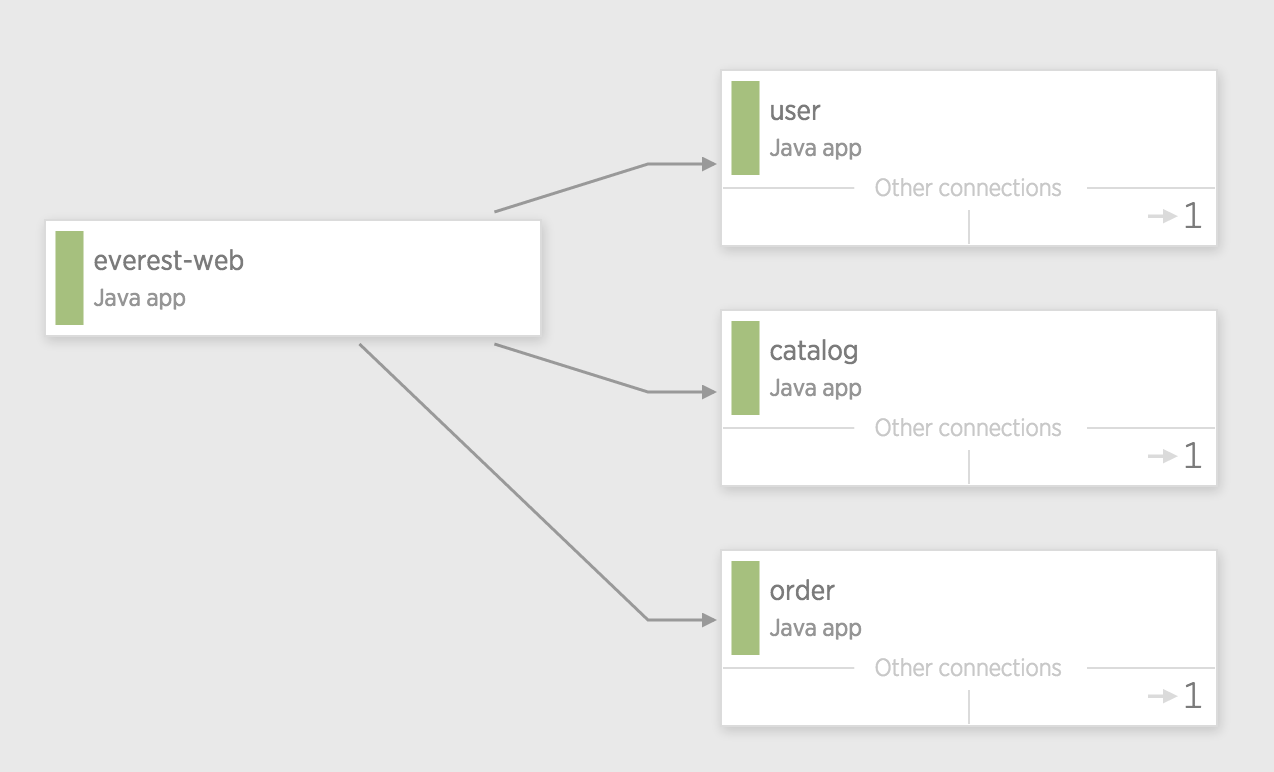 everest-web
Java app
user
Java app
Other connections
1
catalog
Java app
Other connections
1
order
Java app
Other connections
1